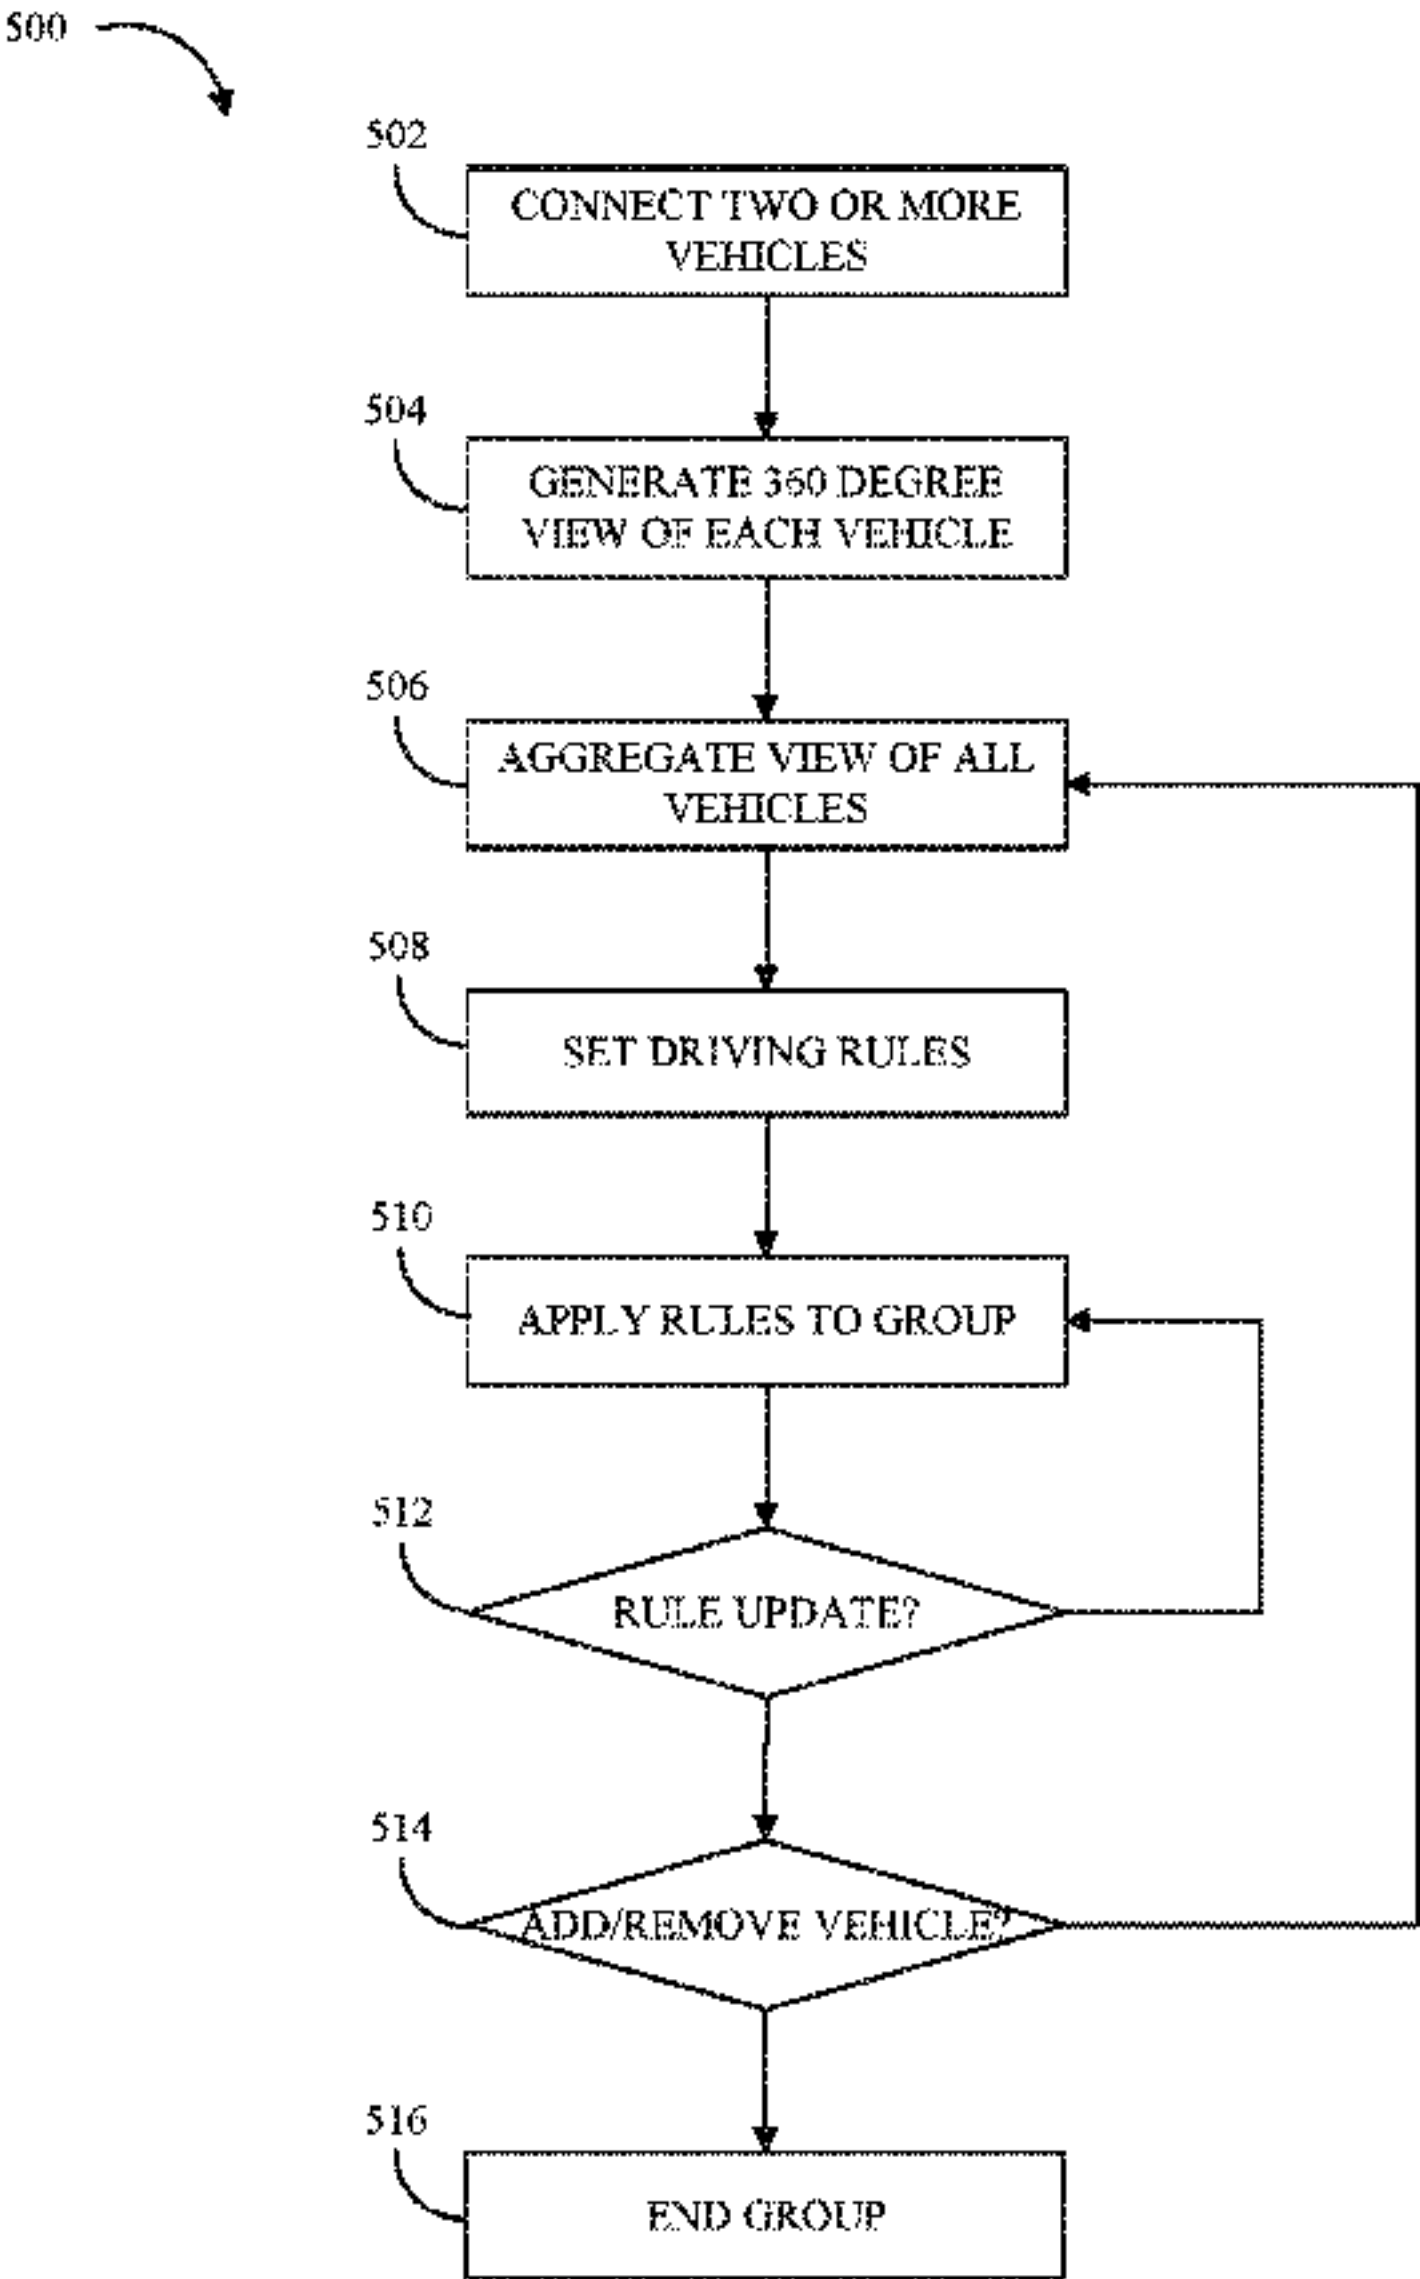 500
502
CONNECT TWO OR MORE
VEHICLES
504
GENERATE 360 DEGREE
VIEW OF EACH VEHICLE
506
AGGREGATE VIEW OF ALL
VEHICLES
508
SET DRIVING RULES
510
APPLY RULES TO GROUP
512
RULE UPDATE?
514
ADD/REMOVE VEHICLE?
516
END GROUP